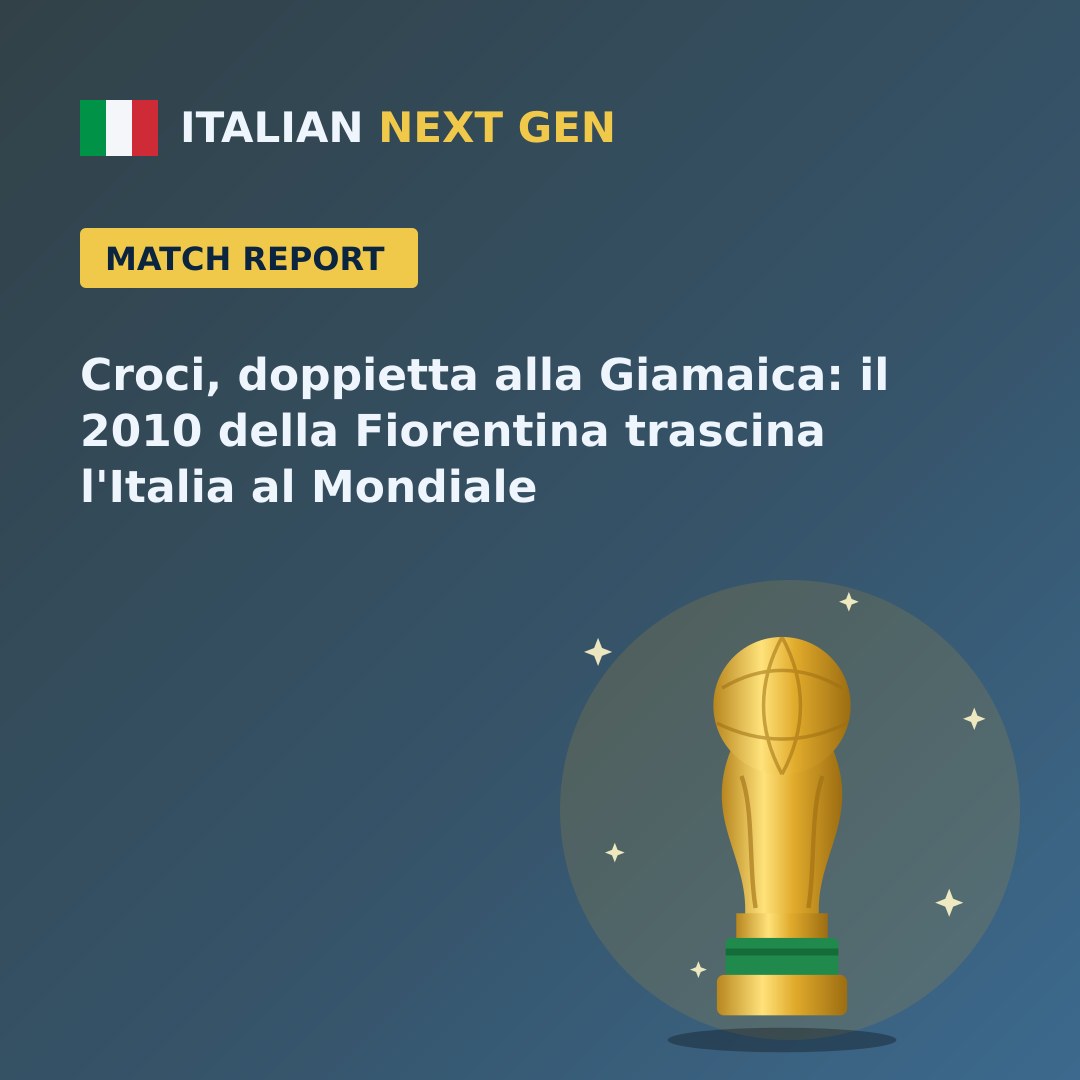 ITALIAN NEXT GEN
MATCH REPORT
Croci, doppietta alla Giamaica: il
2010 della Fiorentina trascina
l'Italia al Mondiale